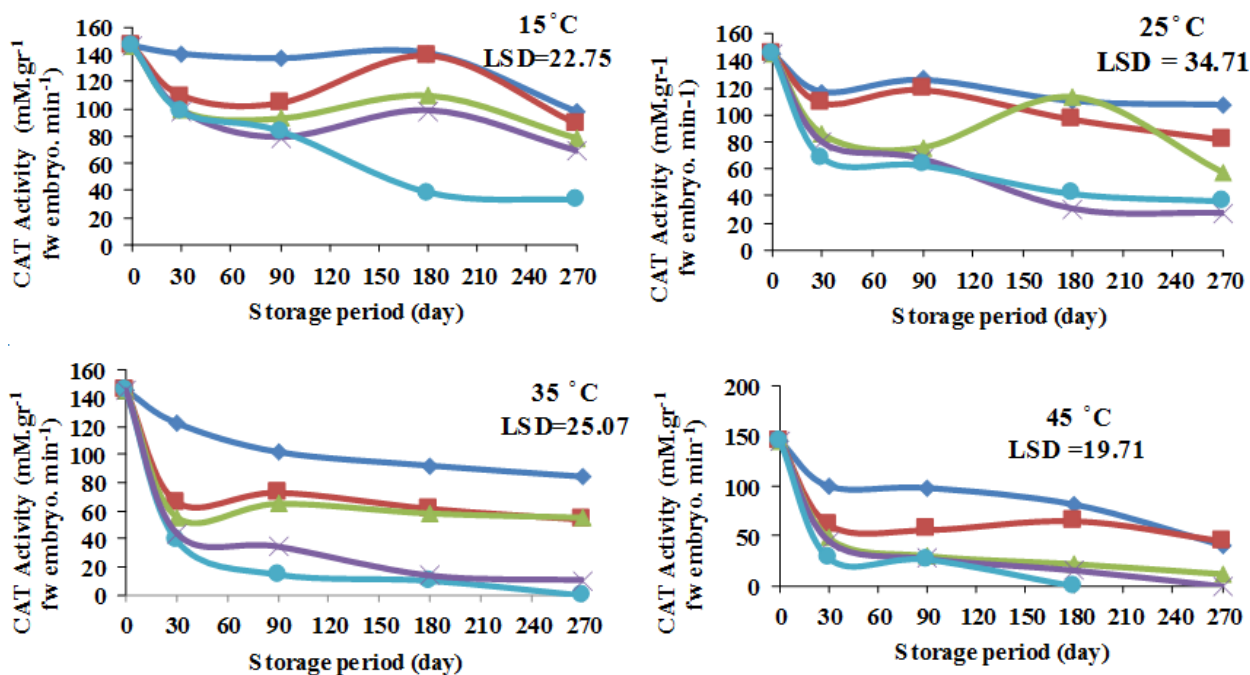 15°C
LSD=22.75
CAT Activity (mM.gr-1
fw embryo. min-1)
160
140
120
100
80
60
40
20
0
0 30 60 90 120 150 180 210 240 270
Storage period (day)
25°C
LSD = 34.71
CAT Activity (mM.gr-1
fw embryo. min-1)
160
140
120
100
80
60
40
20
0
0 30 60 90 120 150 180 210 240 270
Storage period (day)
35 °C
LSD=25.07
CAT Activity (mM.gr-1
fw embryo. min-1)
160
140
120
100
80
60
40
20
0
0 30 60 90 120 150 180 210 240 270
Storage period (day)
45 °C
LSD =19.71
CAT Activity (mM.gr-1
fw embryo. min-1)
200
150
100
50
0
0 30 60 90 120 150 180 210 240 270
Storage period (day)